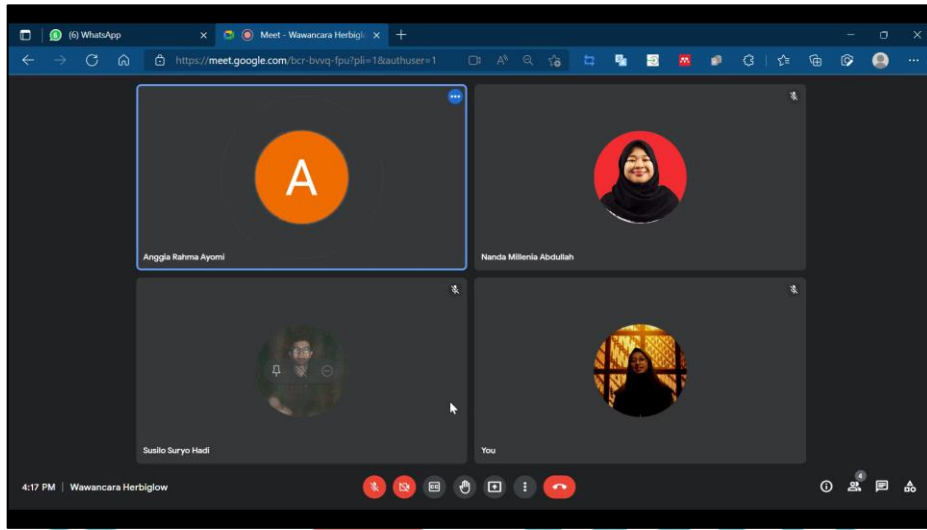 (6) WhatsApp
Meet - Wawancara Herbigl
https://meet.google.com/bcr-bvvq-fpu?pli=1&authuser=1
A
Anggia Rahma Ayomi
Nanda Millenia Abdullah
Susilo Suryo Hadi
You
4:17 PM | Wawancara Herbiglow
4